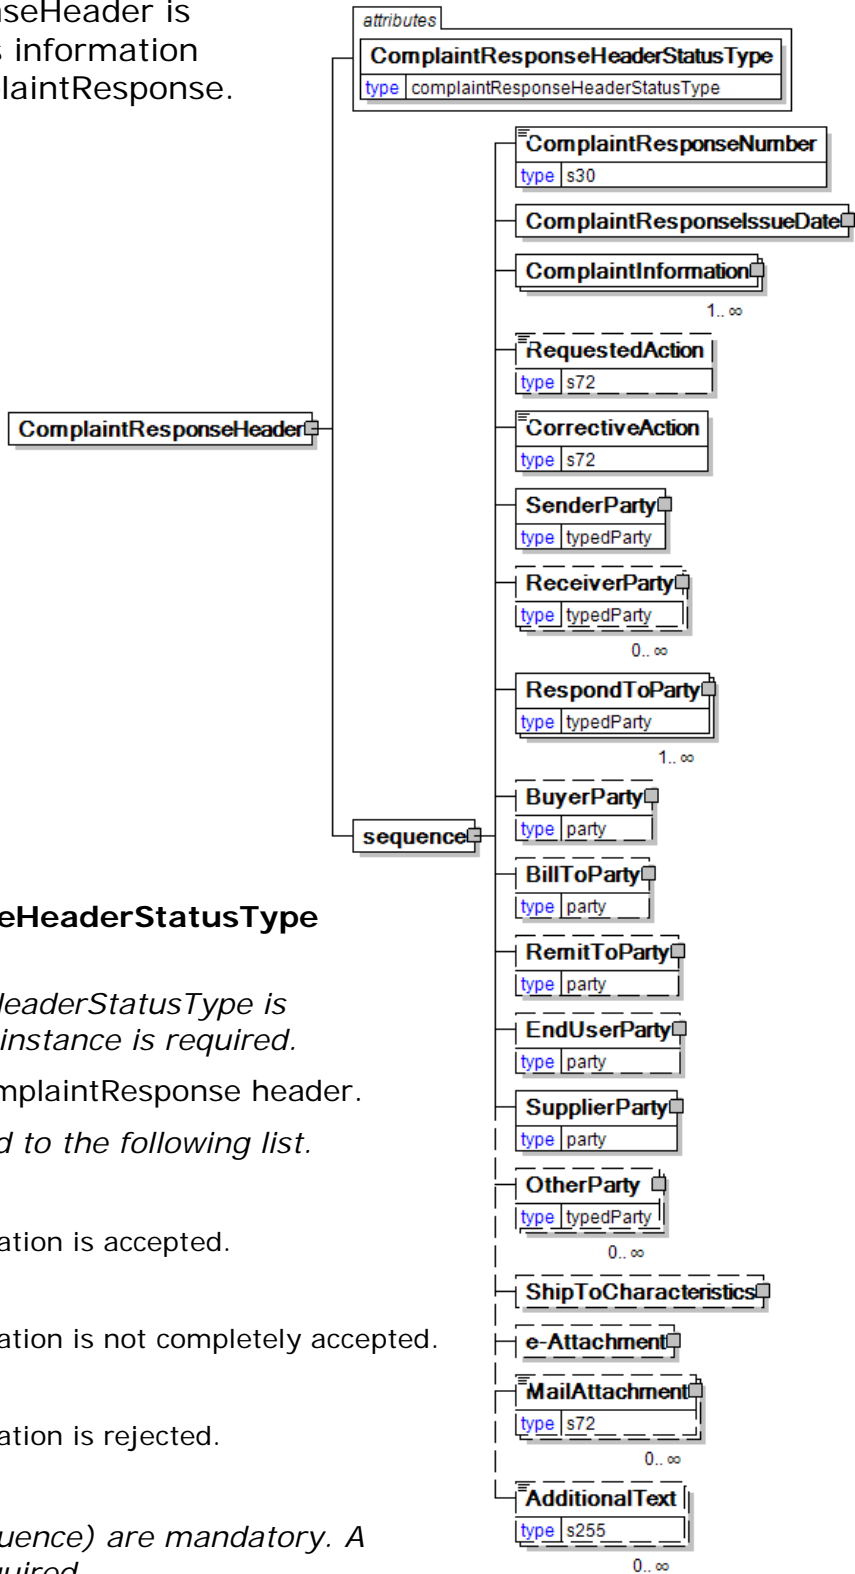 nseHeader is
s information
laintResponse.
attributes
ComplaintResponseHeaderStatusType
type complaintResponseHeaderStatusType
ComplaintResponseNumber
type s30
ComplaintResponseIssueDate
ComplaintInformation
1..∞
RequestedAction
type s72
ComplaintResponseHeader
CorrectiveAction
type s72
SenderParty
type typedParty
ReceiverParty
type typedParty
0..∞
RespondToParty
type typedParty
1..∞
sequence
BuyerParty
type party
BillToParty
type party
RemitToParty
type party
EndUserParty
type party
SupplierParty
type party
OtherParty
type typedParty
0..∞
ShipToCharacteristics
e-Attachment
MailAttachment
type s72
0..∞
AdditionalText
type s255
0..∞
eHeaderStatusType
HeaderStatusType is
instance is required.
mplaintResponse header.
d to the following list.
ation is accepted.
ation is not completely accepted.
ation is rejected.
uence) are mandatory. A
quired